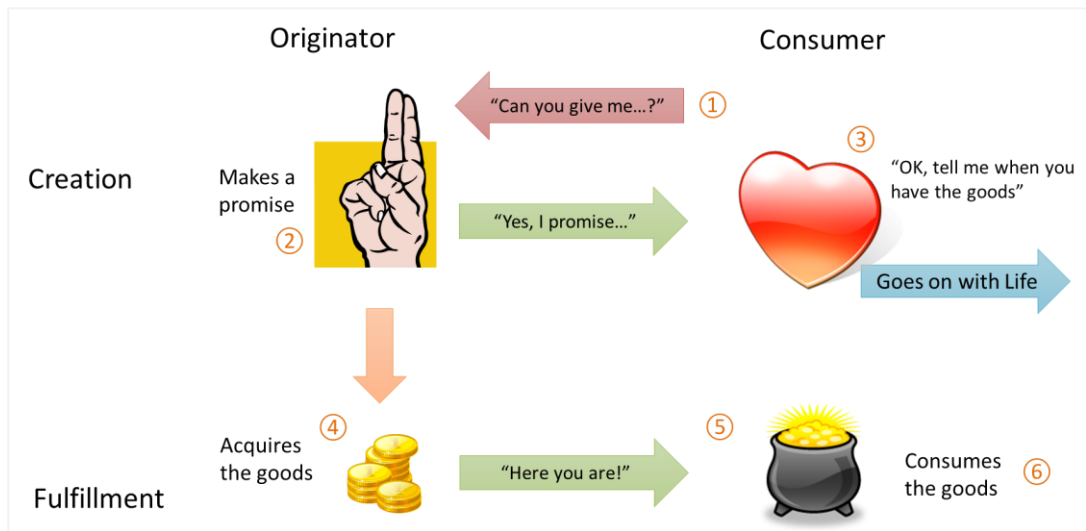 Originator
Consumer
“Can you give me…?”
①
③
Creation
Makes a
promise
②
“Yes, I promise…”
“OK, tell me when you
have the goods”
Goes on with Life
④
⑤
Acquires
the goods
“Here you are!”
Consumes
the goods
⑥
Fulfillment